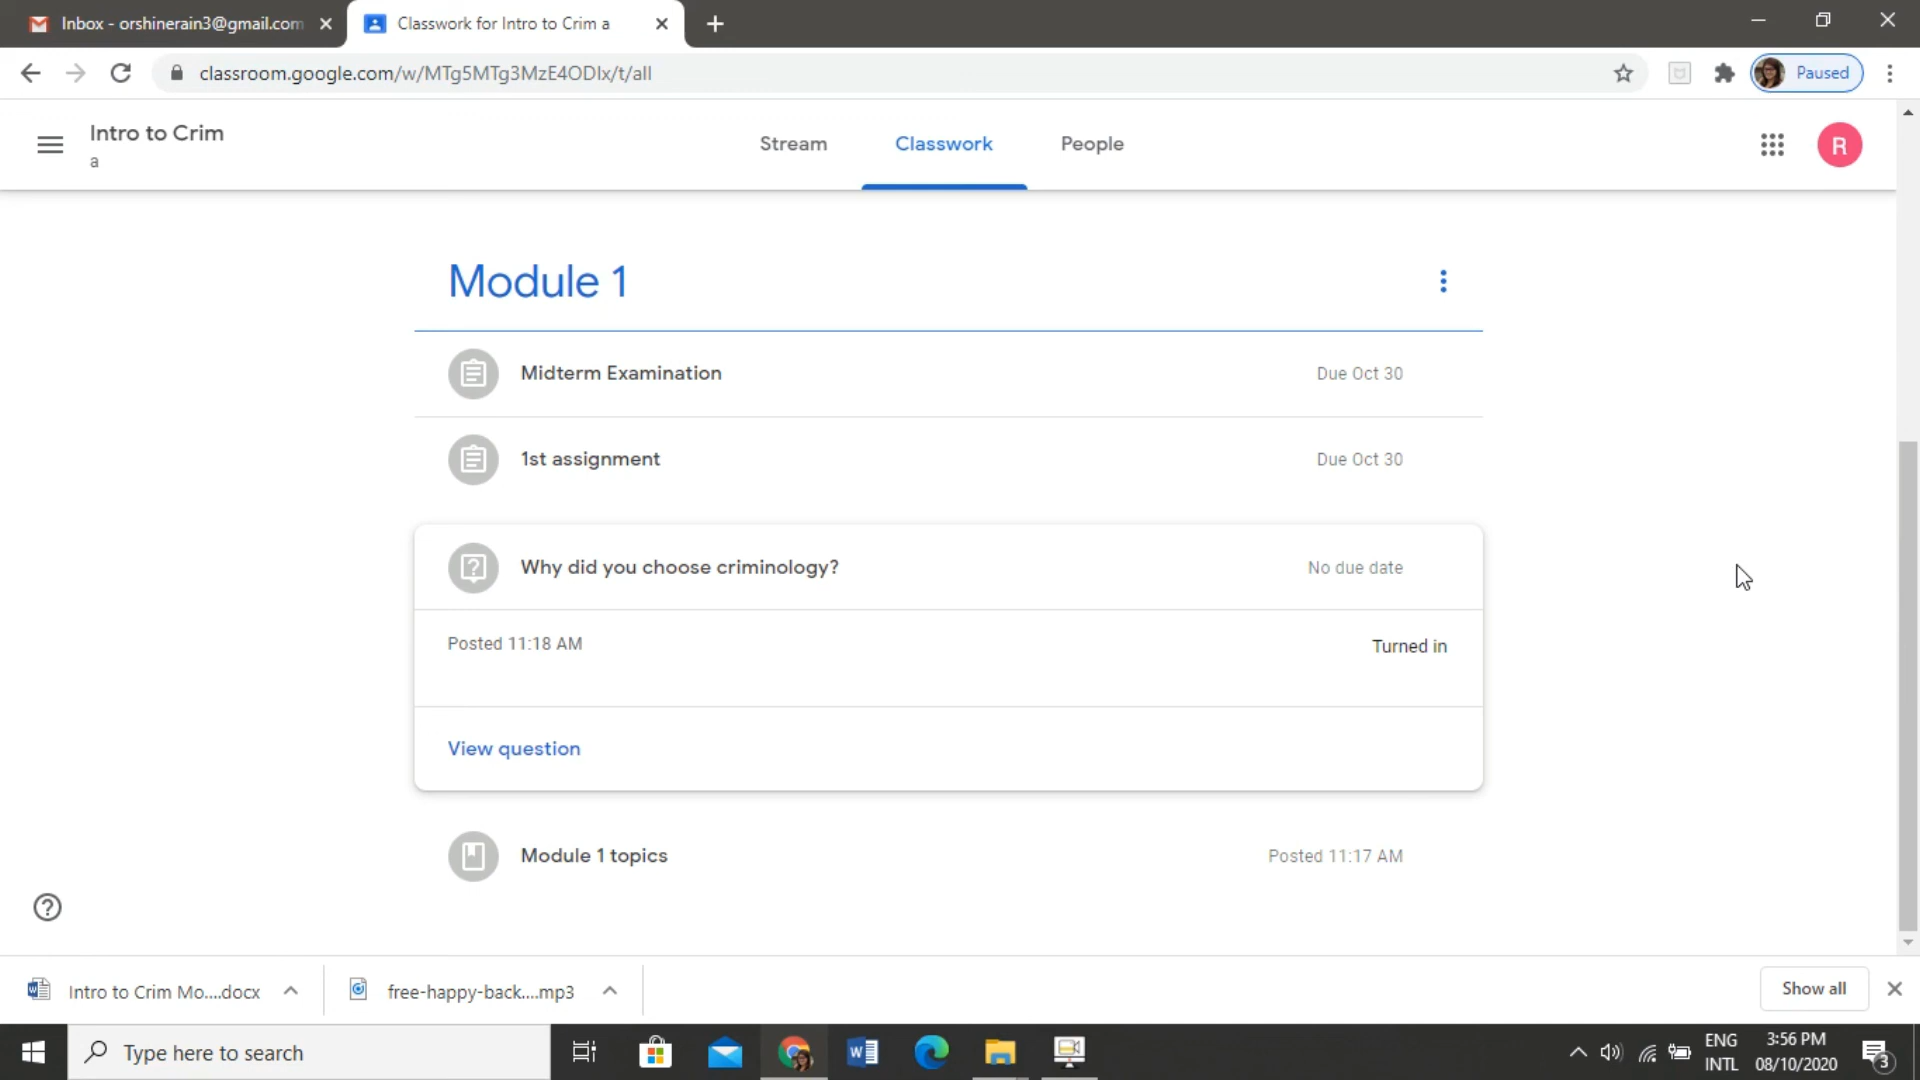 Inbox - orshinerain3@gmail.com
Classwork for Intro to Crim a
classroom.google.com/w/MTg5MTg3MzE4ODIx/t/all
Paused
Intro to Crim
a
Stream
Classwork
People
R
Module 1
Midterm Examination
Due Oct 30
1st assignment
Due Oct 30
Why did you choose criminology?
No due date
Posted 11:18 AM
Turned in
View question
Module 1 topics
Posted 11:17 AM
Intro to Crim Mo....docx
free-happy-back....mp3
Show all
Type here to search
ENG
INTL
3:56 PM
08/10/2020
3